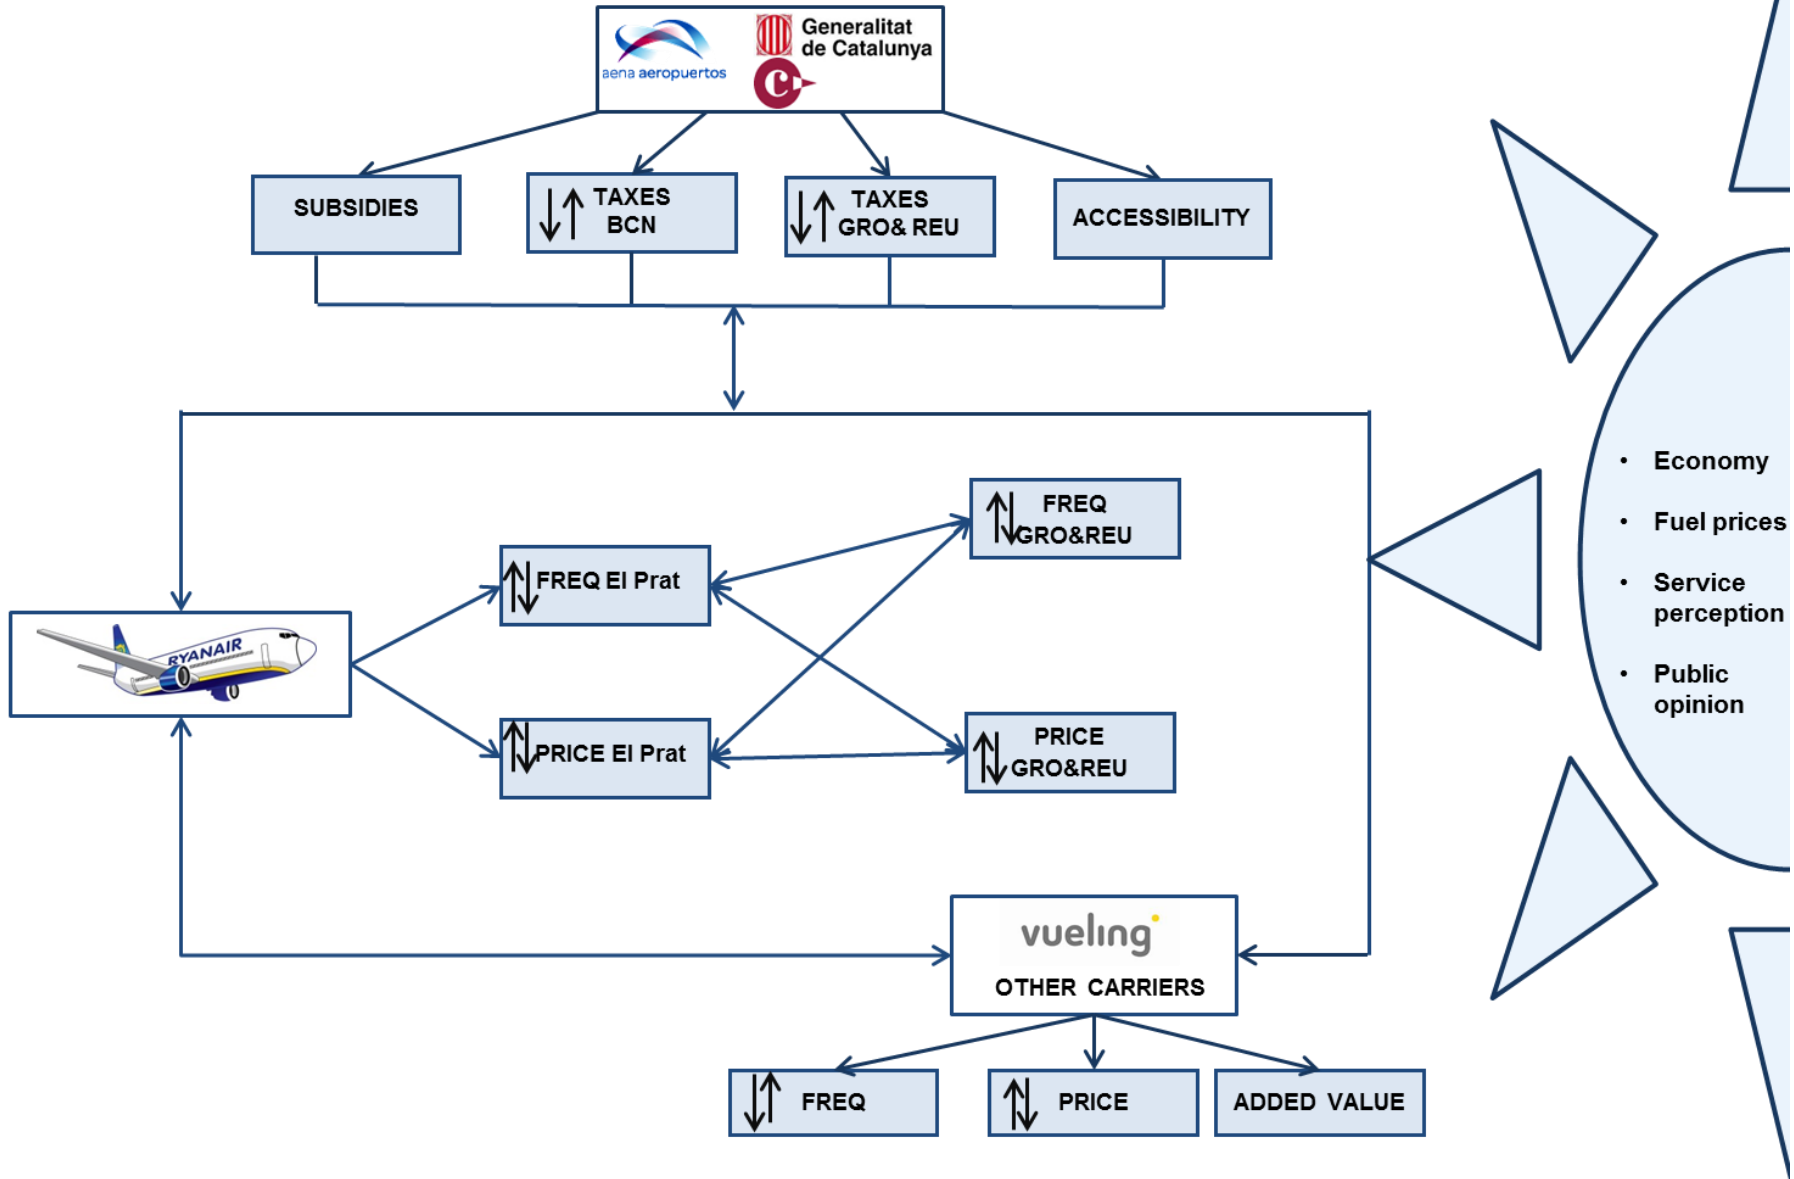 aena aeropuertos
Generalitat
de Catalunya
C
SUBSIDIES
TAXES
BCN
TAXES
GRO& REU
ACCESSIBILITY
FREQ
GRO&REU
FREQ El Prat
RYANAIR
PRICE El Prat
PRICE
GRO&REU
• Economy
• Fuel prices
• Service
perception
• Public
opinion
vueling
OTHER CARRIERS
FREQ
PRICE
ADDED VALUE